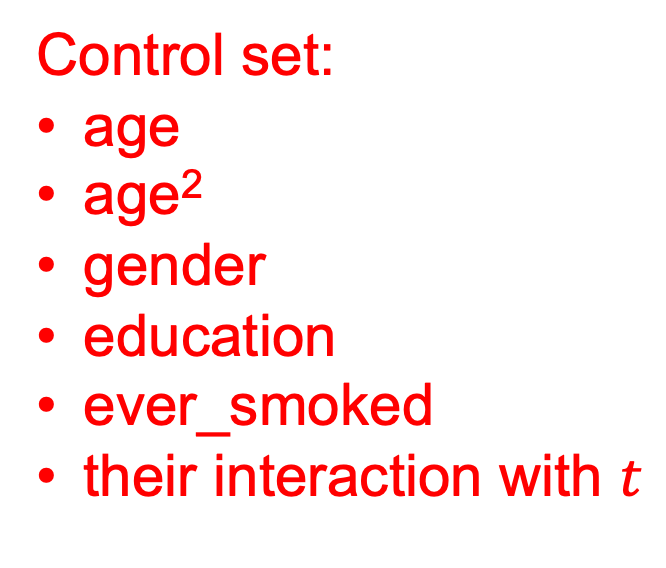 Control set:
• age
• age²
• gender
• education
• ever_smoked
• their interaction with t